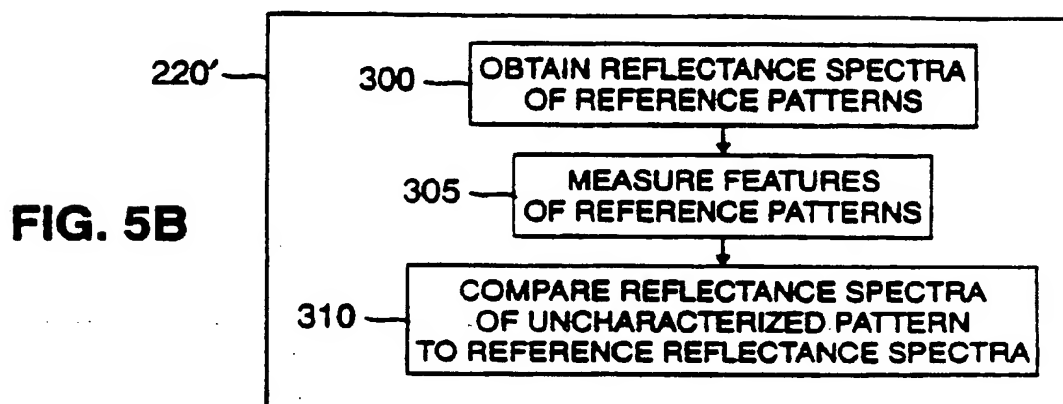 220′
300
OBTAIN REFLECTANCE SPECTRA
OF REFERENCE PATTERNS
305
MEASURE FEATURES
OF REFERENCE PATTERNS
FIG. 5B
310
COMPARE REFLECTANCE SPECTRA
OF UNCHARACTERIZED PATTERN
TO REFERENCE REFLECTANCE SPECTRA